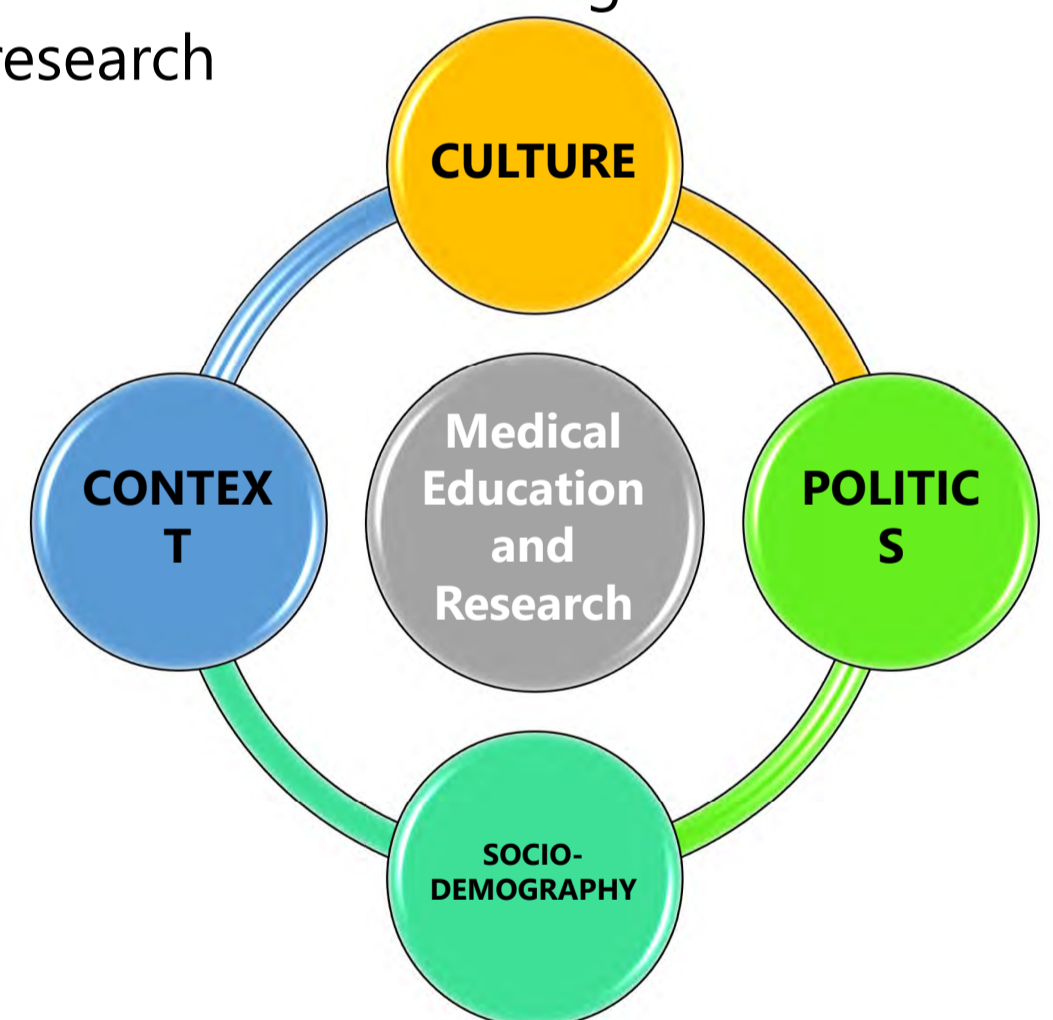 research
CULTURE
CONTEX
T
Medical
Education
and
Research
POLITIC
S
SOCIO-
DEMOGRAPHY